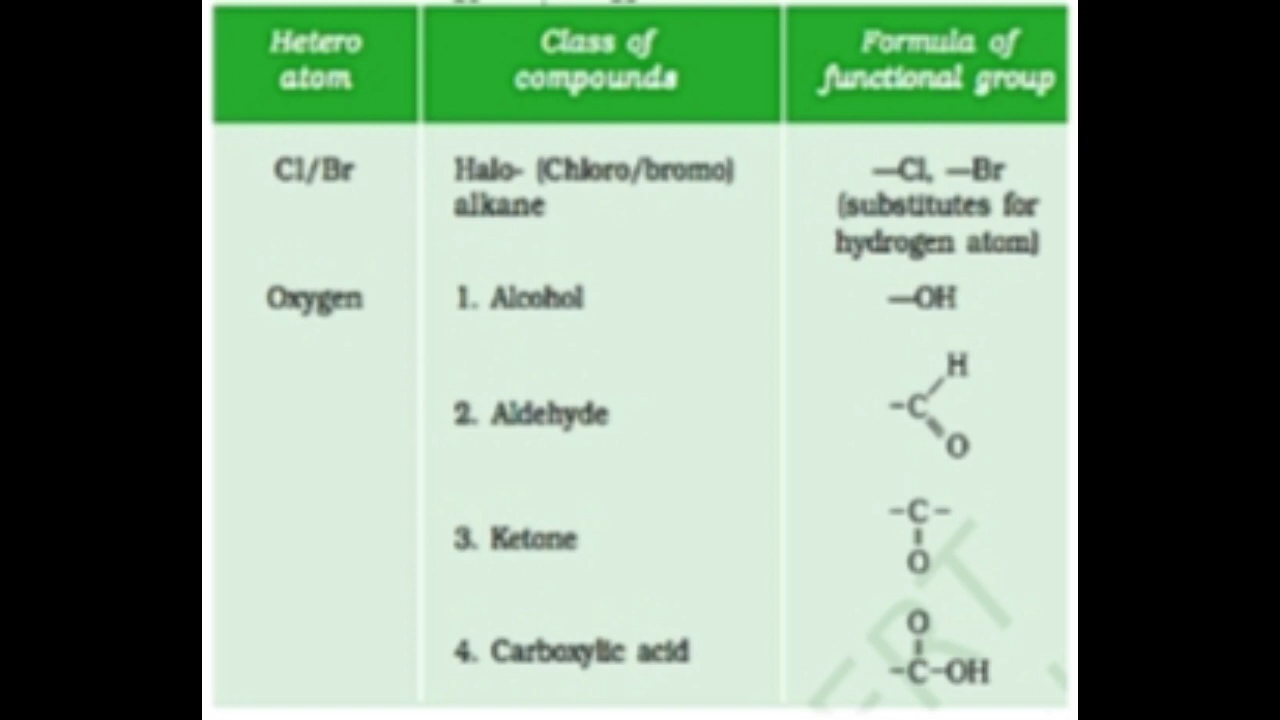 Hetero atom
Class of compounds
Formula of functional group
Cl/Br
Halo- (Chloro/bromo)
alkane
—Cl, —Br
(substitutes for
hydrogen atom)
Oxygen
1. Alcohol
—OH
2. Aldehyde
H
-C
O
3. Ketone
-C-
O
4. Carboxylic acid
O
-C-OH
ERT